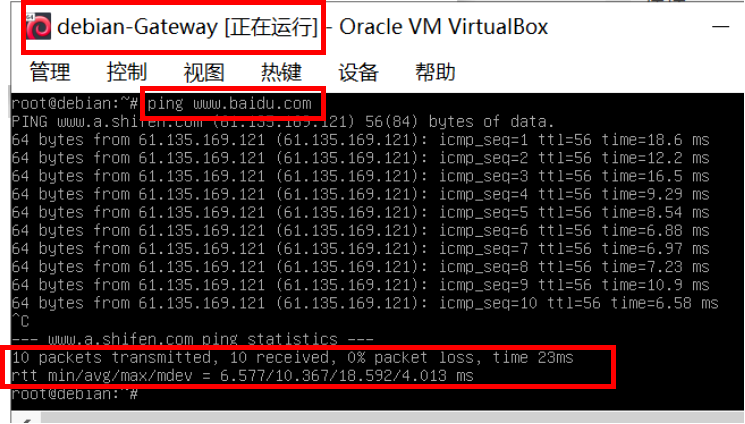 debian-Gateway [正在运行] - Oracle VM VirtualBox
管理 控制 视图 热键 设备 帮助
root@debian:~# ping www.baidu.com
PING www.a.shifen.com (61.135.169.121) 56(84) bytes of data.
64 bytes from 61.135.169.121 (61.135.169.121): icmp_seq=1 ttl=56 time=18.6 ms
64 bytes from 61.135.169.121 (61.135.169.121): icmp_seq=2 ttl=56 time=12.2 ms
64 bytes from 61.135.169.121 (61.135.169.121): icmp_seq=3 ttl=56 time=16.5 ms
64 bytes from 61.135.169.121 (61.135.169.121): icmp_seq=4 ttl=56 time=9.29 ms
64 bytes from 61.135.169.121 (61.135.169.121): icmp_seq=5 ttl=56 time=8.54 ms
64 bytes from 61.135.169.121 (61.135.169.121): icmp_seq=6 ttl=56 time=6.88 ms
64 bytes from 61.135.169.121 (61.135.169.121): icmp_seq=7 ttl=56 time=6.97 ms
64 bytes from 61.135.169.121 (61.135.169.121): icmp_seq=8 ttl=56 time=7.23 ms
64 bytes from 61.135.169.121 (61.135.169.121): icmp_seq=9 ttl=56 time=10.9 ms
64 bytes from 61.135.169.121 (61.135.169.121): icmp_seq=10 ttl=56 time=6.58 ms
^C
--- www.a.shifen.com ping statistics ---
10 packets transmitted, 10 received, 0% packet loss, time 23ms
rtt min/avg/max/mdev = 6.577/10.367/18.592/4.013 ms
root@debian:~#